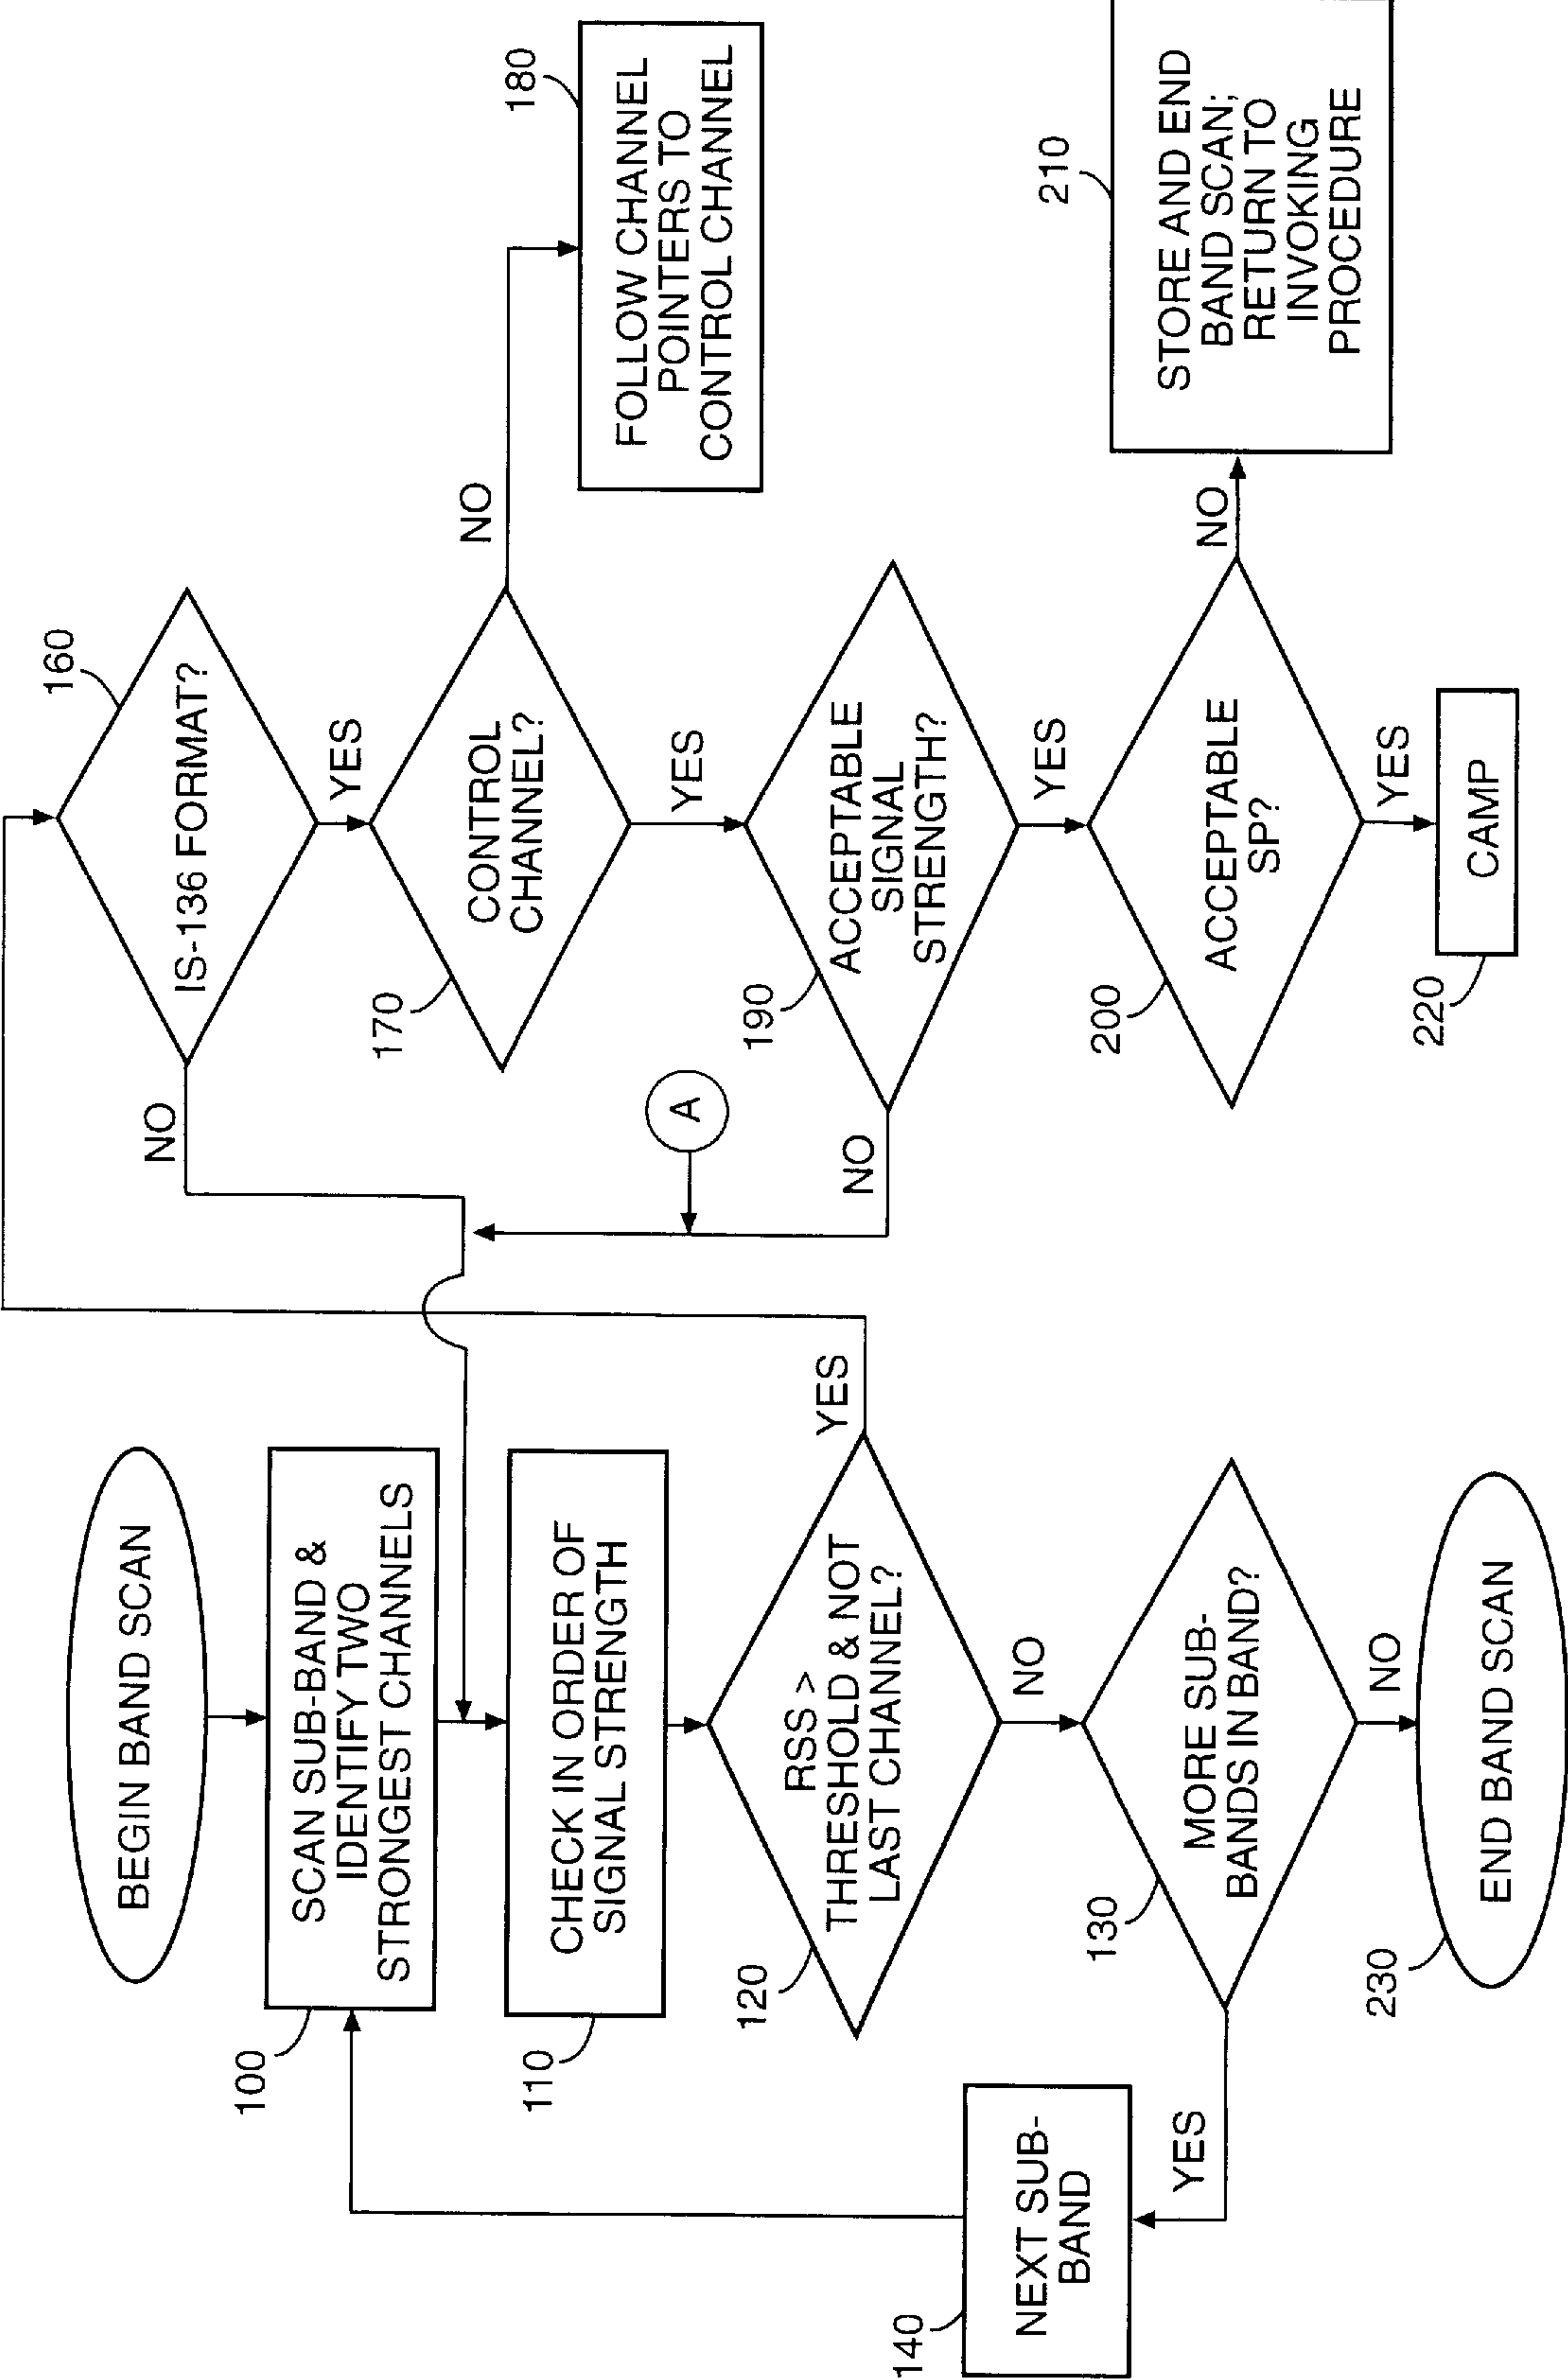 BEGIN BAND SCAN
100
SCAN SUB-BAND &
IDENTIFY TWO
STRONGEST CHANNELS
110
CHECK IN ORDER OF
SIGNAL STRENGTH
120
RSS >
THRESHOLD & NOT
LAST CHANNEL?
YES
NO
130
MORE SUB-
BANDS IN BAND?
YES
NO
140
NEXT SUB-
BAND
230
END BAND SCAN
160
IS-136 FORMAT?
NO
YES
170
CONTROL
CHANNEL?
NO
YES
180
FOLLOW CHANNEL
POINTERS TO
CONTROL CHANNEL
A
190
ACCEPTABLE
SIGNAL
STRENGTH?
NO
YES
200
ACCEPTABLE
SP?
NO
YES
210
STORE AND END
BAND SCAN;
RETURN TO
INVOKING
PROCEDURE
220
CAMP